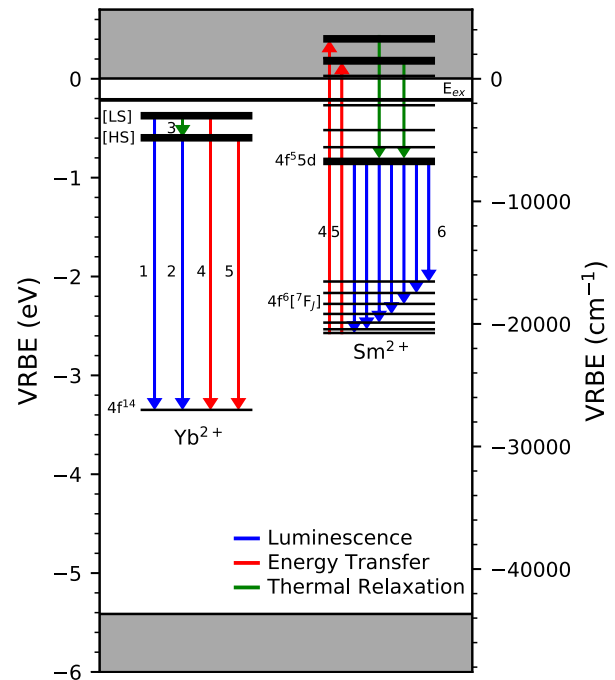 0
−1
−2
−3
−4
−5
−6
VRBE (eV)
0
−10000
−20000
−30000
−40000
VRBE (cm⁻¹)
E_ex
[LS]
[HS]
3
1
2
4
5
4f¹⁴
Yb²⁺
4f⁵5d
4 5
6
4f⁶[⁷F_J]
Sm²⁺
Luminescence
Energy Transfer
Thermal Relaxation